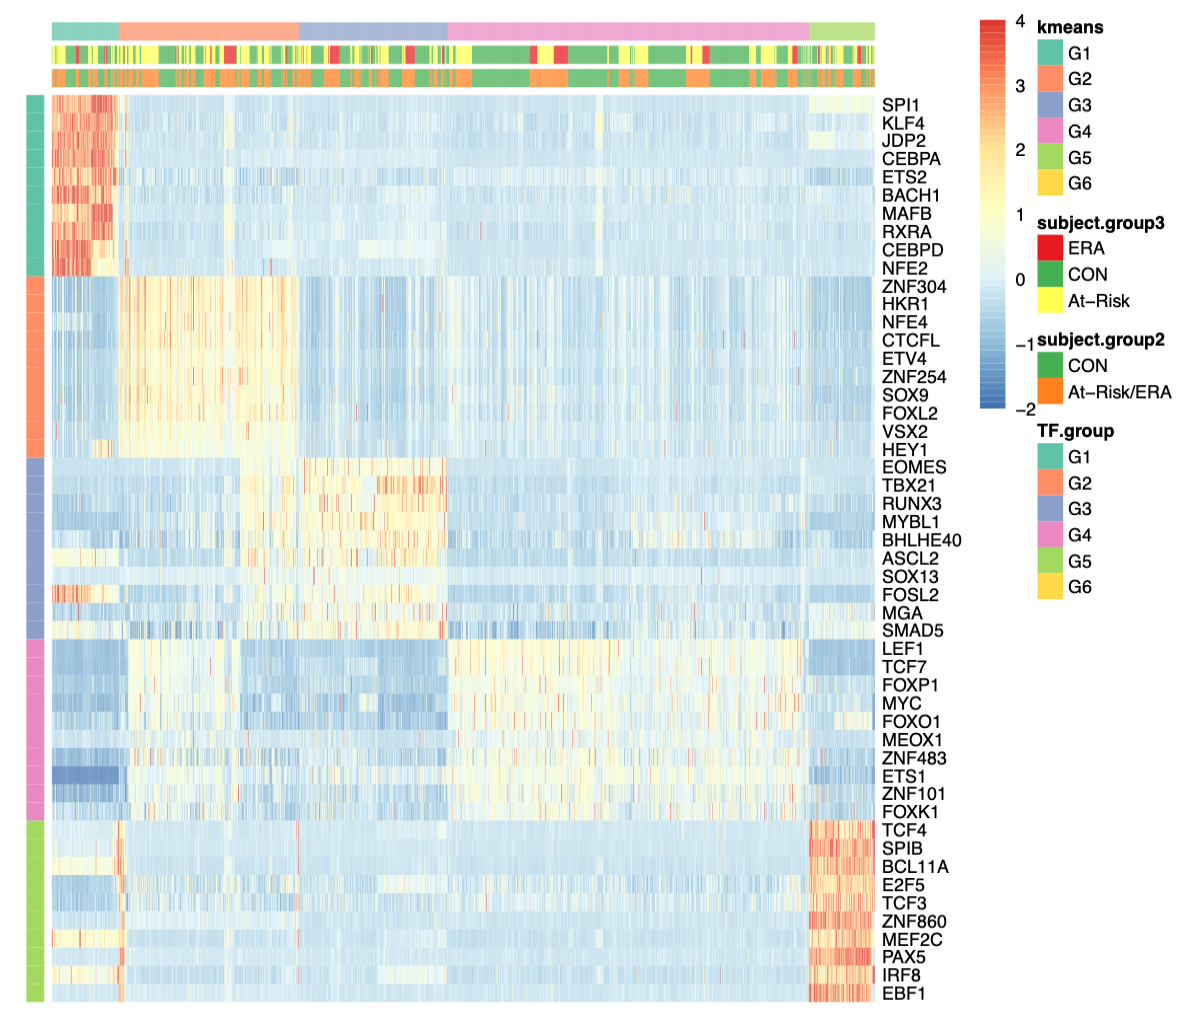 SPI1
KLF4
JDP2
CEBPA
ETS2
BACH1
MAFB
RXRA
CEBPD
NFE2
ZNF304
HKR1
NFE4
CTCFL
ETV4
ZNF254
SOX9
FOXL2
VSX2
HEY1
EOMES
TBX21
RUNX3
MYBL1
BHLHE40
ASCL2
SOX13
FOSL2
MGA
SMAD5
LEF1
TCF7
FOXP1
MYC
FOXO1
MEOX1
ZNF483
ETS1
ZNF101
FOXK1
TCF4
SPIB
BCL11A
E2F5
TCF3
ZNF860
MEF2C
PAX5
IRF8
EBF1
4
3
2
1
0
−1
−2
kmeans
G1
G2
G3
G4
G5
G6
subject.group3
ERA
CON
At−Risk
subject.group2
CON
At−Risk/ERA
TF.group
G1
G2
G3
G4
G5
G6